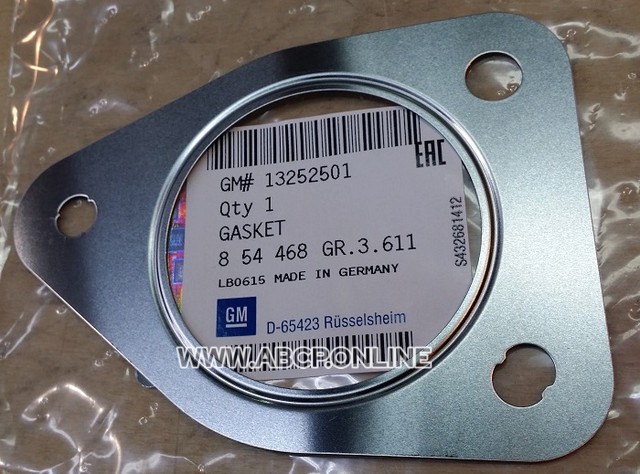 EAC
GM# 13252501
Qty 1
GASKET
8 54 468 GR.3.611
LB0615 MADE IN GERMANY
S432681412
GM D-65423 Rüsselsheim
WWW.ABCP.ONLINE